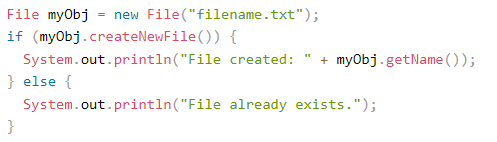 File myObj = new File("filename.txt");
if (myObj.createNewFile()) {
  System.out.println("File created: " + myObj.getName());
} else {
  System.out.println("File already exists.");
}